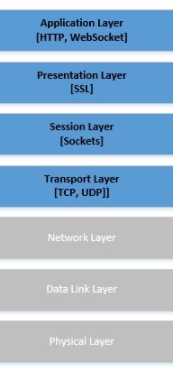 Application Layer
[HTTP, WebSocket]
Presentation Layer
[SSL]
Session Layer
[Sockets]
Transport Layer
[TCP, UDP]]
Network Layer
Data Link Layer
Physical Layer